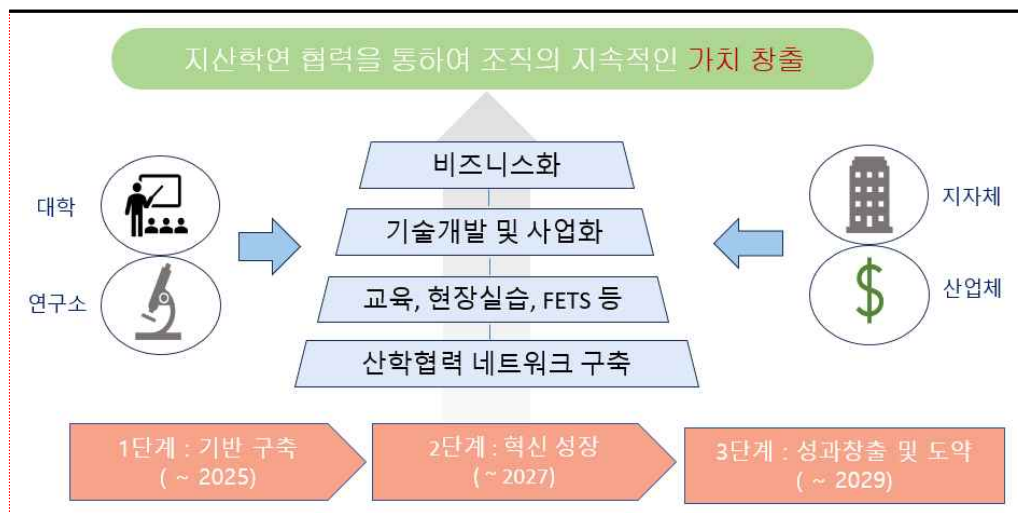 지산학연 협력을 통하여 조직의 지속적인 가치 창출
비즈니스화
대학
지자체
기술개발 및 사업화
연구소
교육, 현장실습, FETS 등
산업체
산학협력 네트워크 구축
1단계 : 기반 구축
( ~ 2025)
2단계 : 혁신 성장
( ~ 2027)
3단계 : 성과창출 및 도약
( ~ 2029)